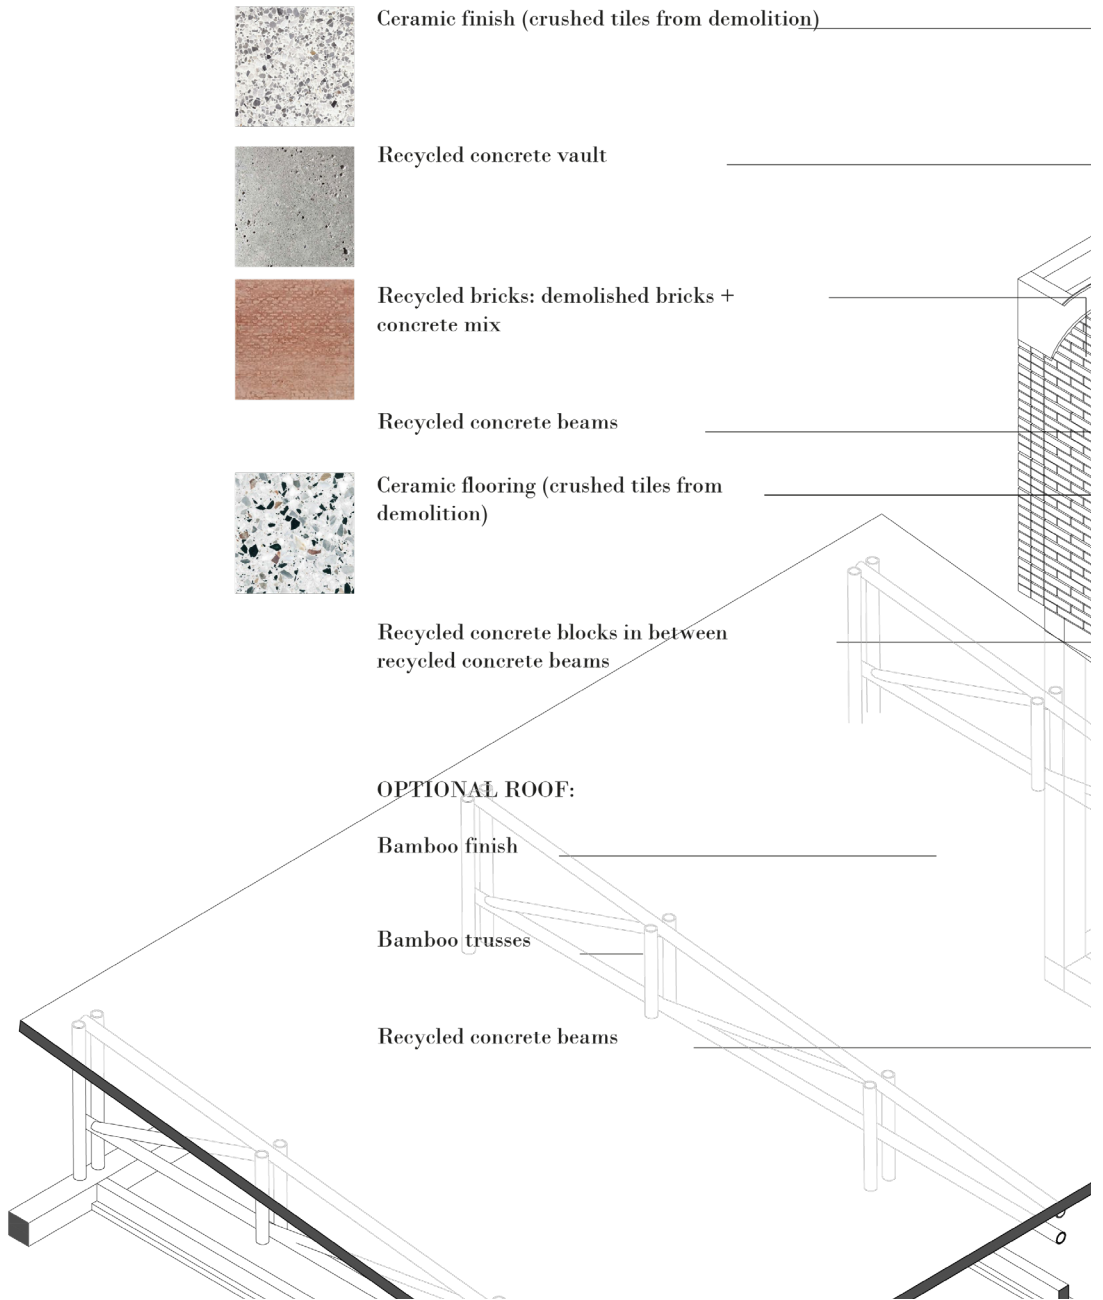 Ceramic finish (crushed tiles from demolition)
Recycled concrete vault
Recycled bricks: demolished bricks +
concrete mix
Recycled concrete beams
Ceramic flooring (crushed tiles from
demolition)
Recycled concrete blocks in between
recycled concrete beams
OPTIONAL ROOF:
Bamboo finish
Bamboo trusses
Recycled concrete beams